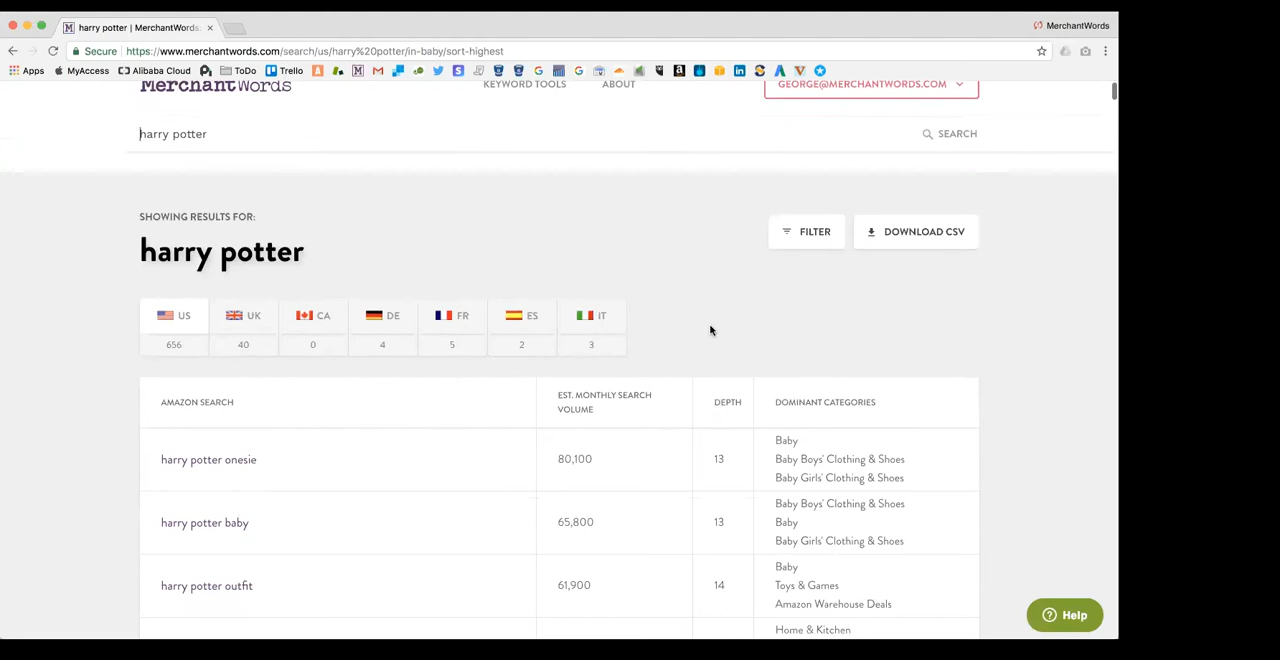 harry potter | MerchantWords
MerchantWords
Secure https://www.merchantwords.com/search/us/harry%20potter/in-baby/sort-highest
Apps MyAccess Alibaba Cloud ToDo Trello
MerchantWords KEYWORD TOOLS ABOUT GEORGE@MERCHANTWORDS.COM
harry potter SEARCH
SHOWING RESULTS FOR:
harry potter
FILTER DOWNLOAD CSV
US UK CA DE FR ES IT
656 40 0 4 5 2 3
AMAZON SEARCH EST. MONTHLY SEARCH VOLUME DEPTH DOMINANT CATEGORIES
harry potter onesie 80,100 13 Baby
Baby Boys' Clothing & Shoes
Baby Girls' Clothing & Shoes
harry potter baby 65,800 13 Baby Boys' Clothing & Shoes
Baby
Baby Girls' Clothing & Shoes
harry potter outfit 61,900 14 Baby
Toys & Games
Amazon Warehouse Deals
Home & Kitchen
Help